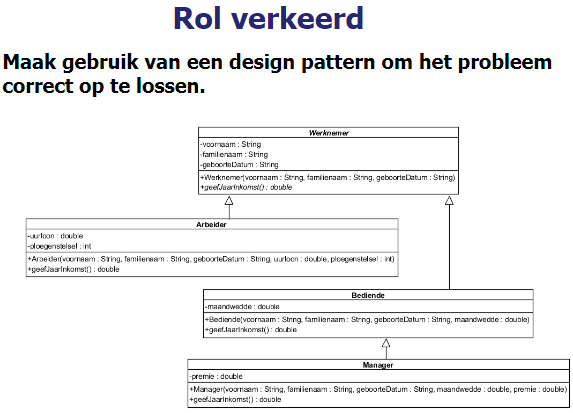 Rol verkeerd
Maak gebruik van een design pattern om het probleem
correct op te lossen.
Werknemer
-voornaam : String
-familienaam : String
-geboorteDatum : String
+Werknemer(voornaam : String, familienaam : String, geboorteDatum : String)
+geefJaarInkomst() : double
Arbeider
-uurloon : double
-ploegenstelsel : int
+Arbeider(voornaam : String, familienaam : String, geboorteDatum : String, uurloon : double, ploegenstelsel : int)
+geefJaarInkomst() : double
Bediende
-maandwedde : double
+Bediende(voornaam : String, familienaam : String, geboorteDatum : String, maandwedde : double)
+geefJaarInkomst() : double
Manager
-premie : double
+Manager(voornaam : String, familienaam : String, geboorteDatum : String, maandwedde : double, premie : double)
+geefJaarInkomst() : double